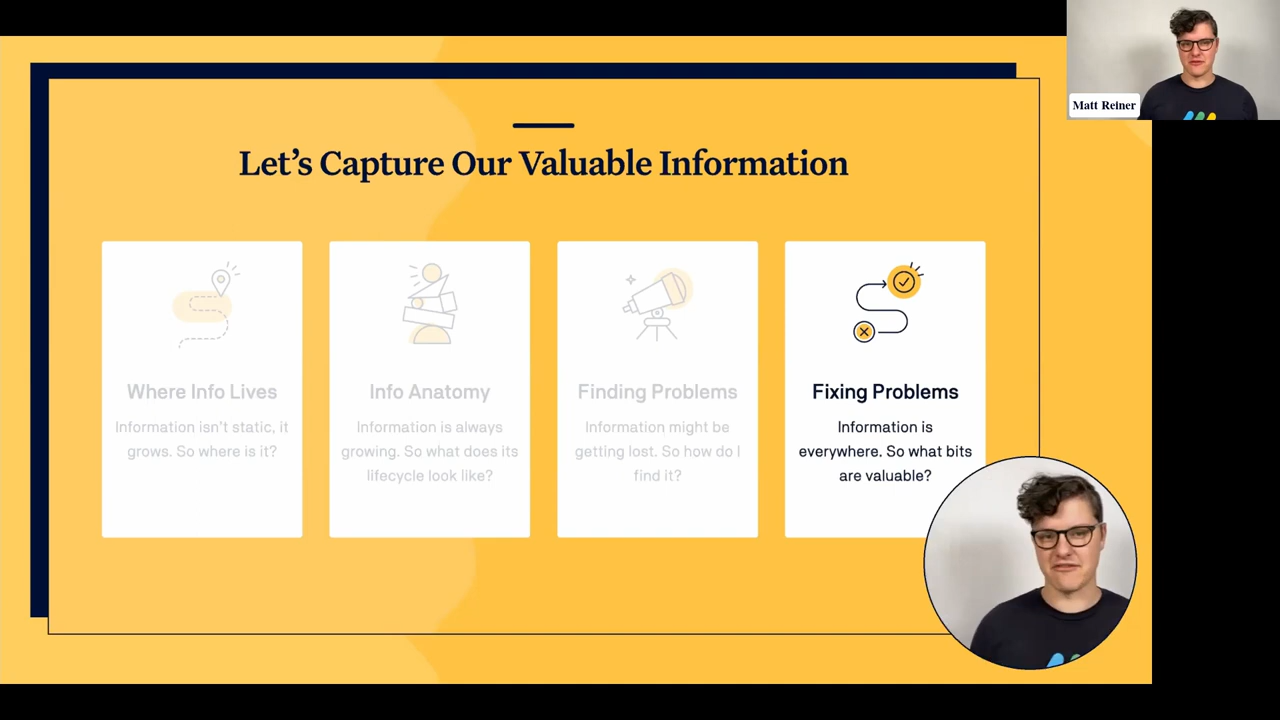 Matt Reiner
Let’s Capture Our Valuable Information
Where Info Lives
Information isn't static, it
grows. So where is it?
Info Anatomy
Information is always
growing. So what does its
lifecycle look like?
Finding Problems
Information might be
getting lost. So how do I
find it?
Fixing Problems
Information is
everywhere. So what bits
are valuable?